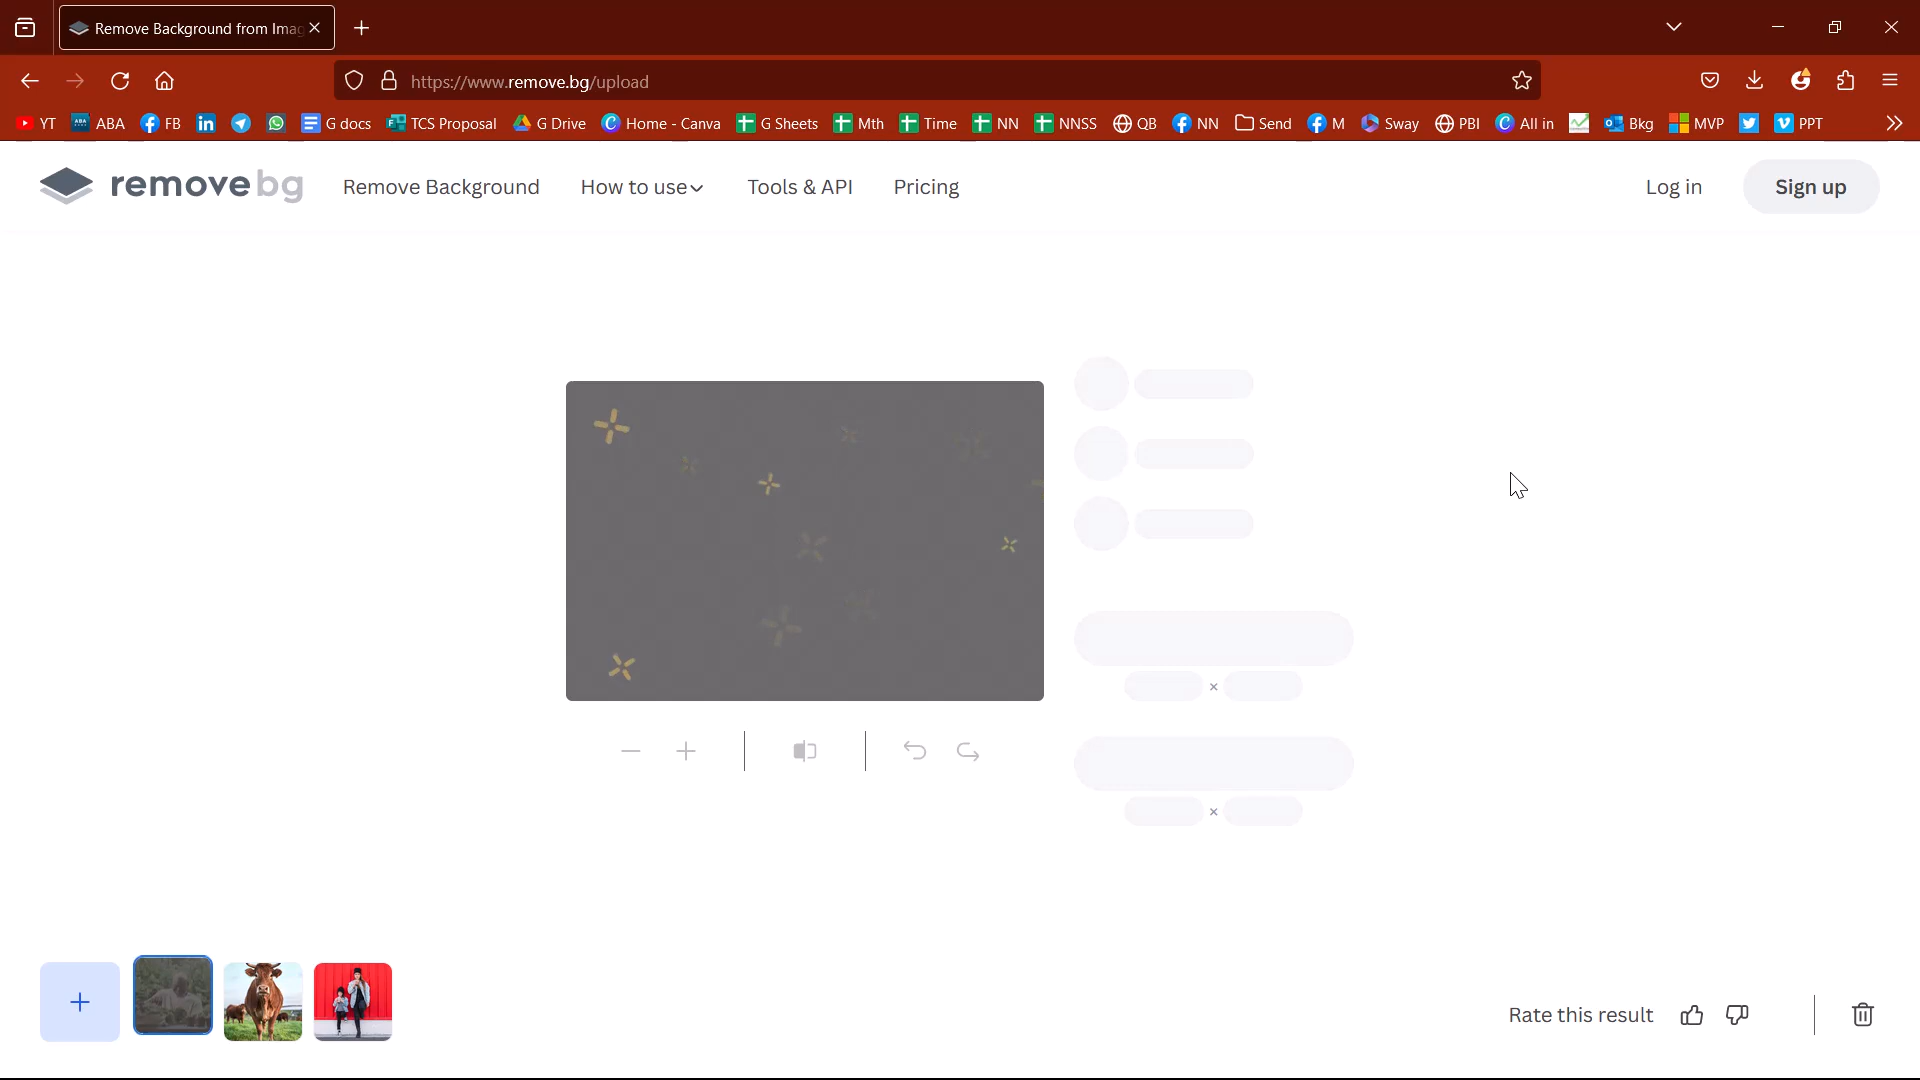 Remove Background from Imag
https://www.remove.bg/upload
YT ABA FB G docs TCS Proposal G Drive Home - Canva G Sheets Mth Time NN NNSS QB NN Send M Sway PBI All in Bkg MVP PPT
removebg Remove Background How to use Tools & API Pricing Log in Sign up
Rate this result